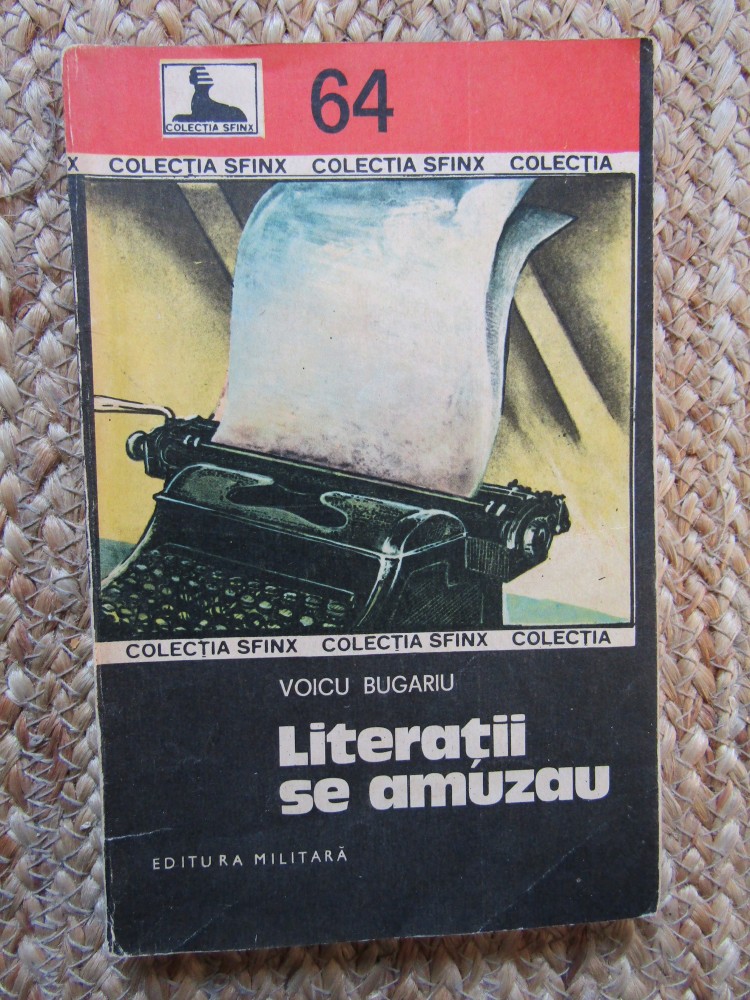 COLECȚIA SFINX
64
X COLECȚIA SFINX COLECȚIA SFINX COLECȚIA
COLECȚIA SFINX COLECȚIA SFINX COLECȚIA
VOICU BUGARIU
Literații
se amuzau
EDITURA MILITARĂ